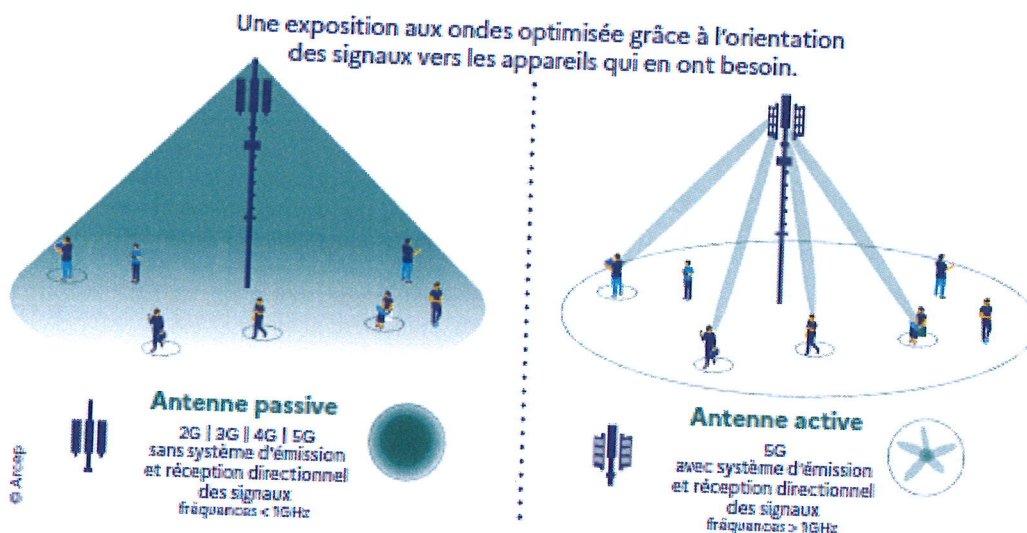 Une exposition aux ondes optimisée grâce à l'orientation
des signaux vers les appareils qui en ont besoin.
Antenne passive
2G | 3G | 4G | 5G
sans système d'émission
et réception directionnel
des signaux
fréquences < 1GHz
© Arcep
Antenne active
5G
avec système d'émission
et réception directionnel
des signaux
fréquences > 1GHz